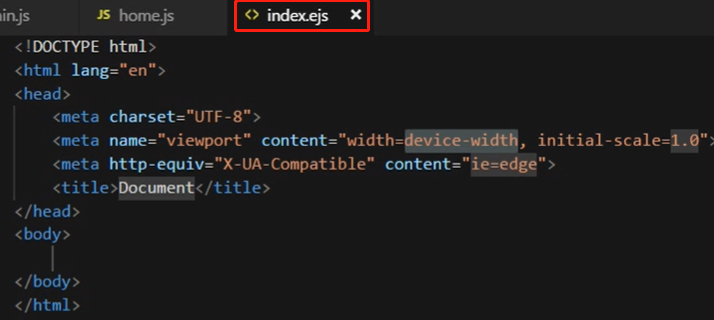 in.js JS home.js <> index.ejs ×
<!DOCTYPE html>
<html lang="en">
<head>
<meta charset="UTF-8">
<meta name="viewport" content="width=device-width, initial-scale=1.0">
<meta http-equiv="X-UA-Compatible" content="ie=edge">
<title>Document</title>
</head>
<body>
</body>
</html>